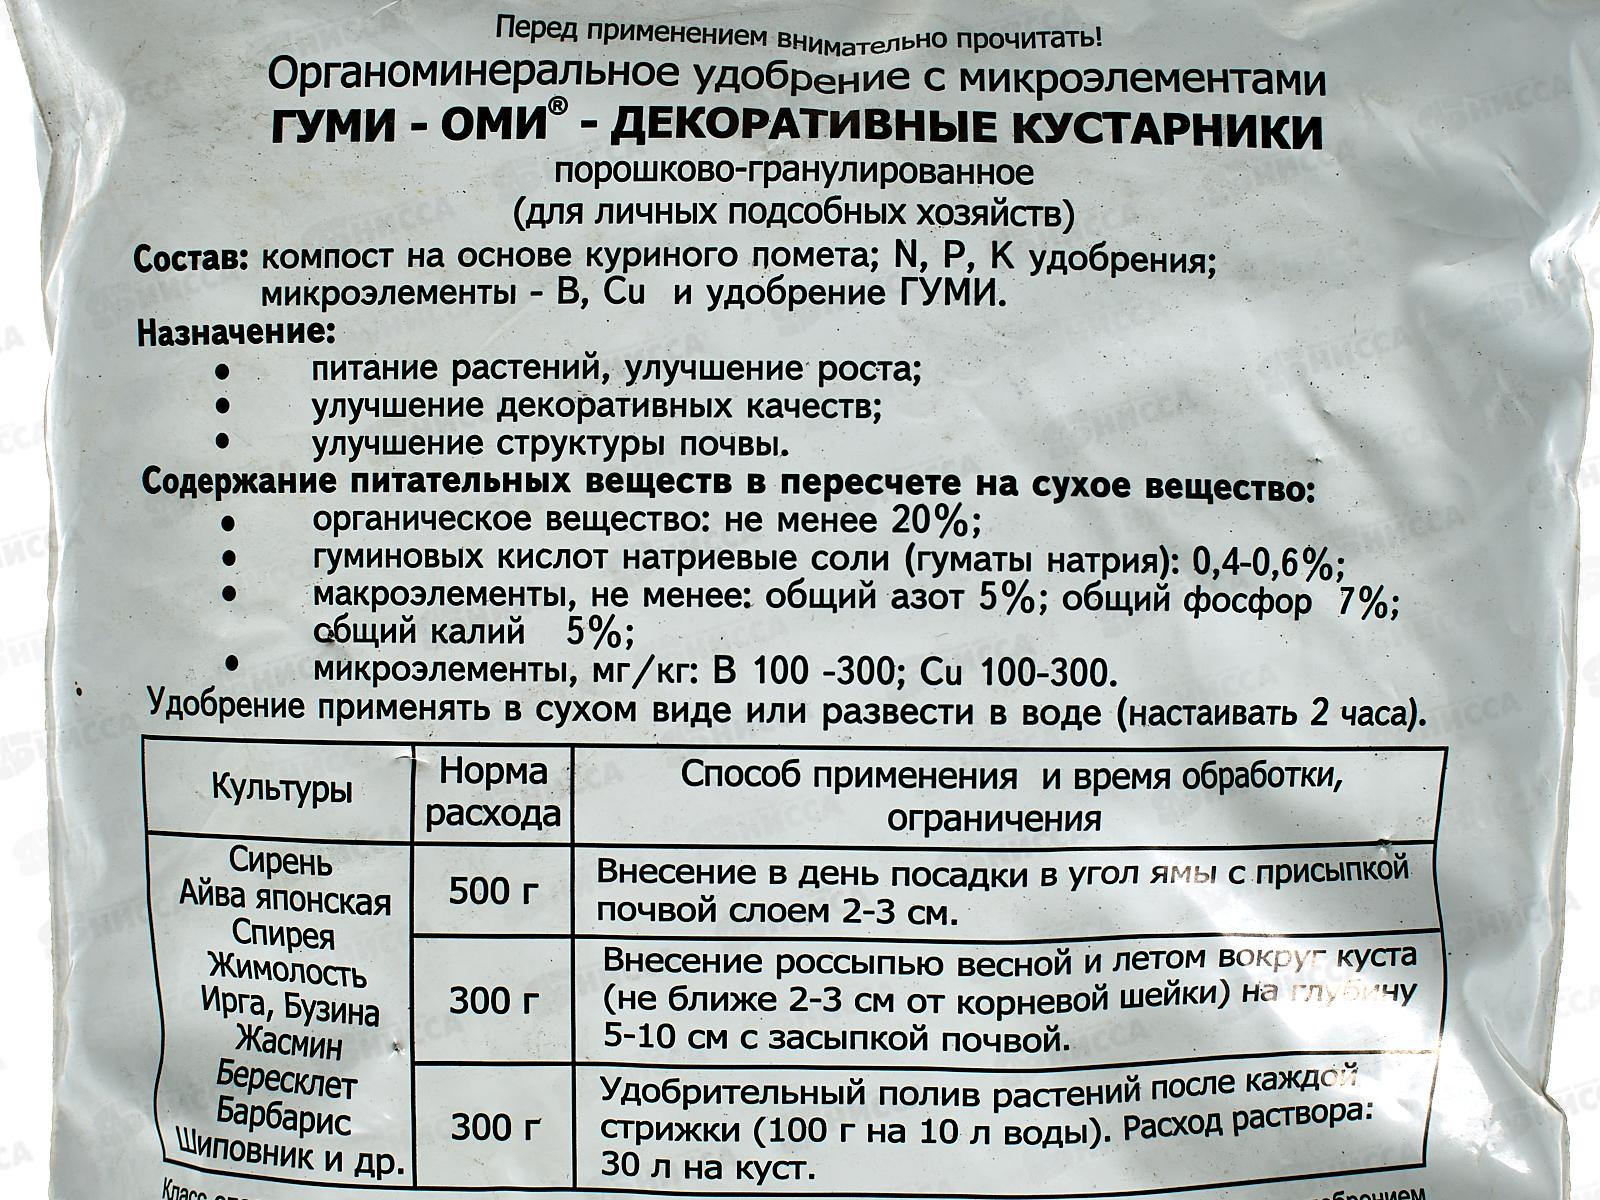 Перед применением внимательно прочитать!
Органоминеральное удобрение с микроэлементами
ГУМИ - ОМИ® - ДЕКОРАТИВНЫЕ КУСТАРНИКИ
порошково-гранулированное
(для личных подсобных хозяйств)
Состав: компост на основе куриного помета; N, P, K удобрения;
микроэлементы - B, Cu и удобрение ГУМИ.
Назначение:
• питание растений, улучшение роста;
• улучшение декоративных качеств;
• улучшение структуры почвы.
Содержание питательных веществ в пересчете на сухое вещество:
• органическое вещество: не менее 20%;
• гуминовых кислот натриевые соли (гуматы натрия): 0,4-0,6%;
• макроэлементы, не менее: общий азот 5%; общий фосфор 7%;
общий калий 5%;
• микроэлементы, мг/кг: B 100 -300; Cu 100-300.
Удобрение применять в сухом виде или развести в воде (настаивать 2 часа).
Культуры
Норма
расхода
Способ применения и время обработки,
ограничения
Сирень
Айва японская
Спирея
Жимолость
Ирга, Бузина
Жасмин
Бересклет
Барбарис
Шиповник и др.
500 г
Внесение в день посадки в угол ямы с присыпкой
почвой слоем 2-3 см.
300 г
Внесение россыпью весной и летом вокруг куста
(не ближе 2-3 см от корневой шейки) на глубину
5-10 см с засыпкой почвой.
300 г
Удобрительный полив растений после каждой
стрижки (100 г на 10 л воды). Расход раствора:
30 л на куст.
Класс